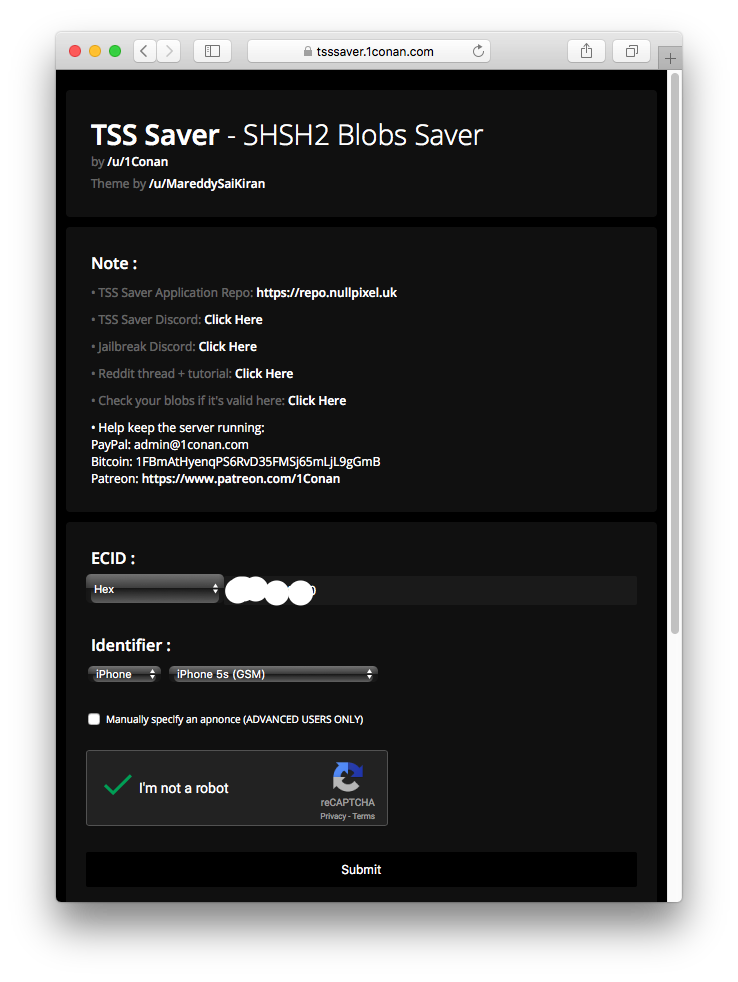 tsssaver.1conan.com
TSS Saver - SHSH2 Blobs Saver
by /u/1Conan
Theme by /u/MareddySaiKiran
Note :
• TSS Saver Application Repo: https://repo.nullpixel.uk
• TSS Saver Discord: Click Here
• Jailbreak Discord: Click Here
• Reddit thread + tutorial: Click Here
• Check your blobs if it's valid here: Click Here
• Help keep the server running:
PayPal: admin@1conan.com
Bitcoin: 1FBmAtHyenqPS6RvD35FMSj65mLjL9gGmB
Patreon: https://www.patreon.com/1Conan
ECID :
Hex
Identifier :
iPhone iPhone 5s (GSM)
Manually specify an apnonce (ADVANCED USERS ONLY)
I'm not a robot
reCAPTCHA
Privacy - Terms
Submit